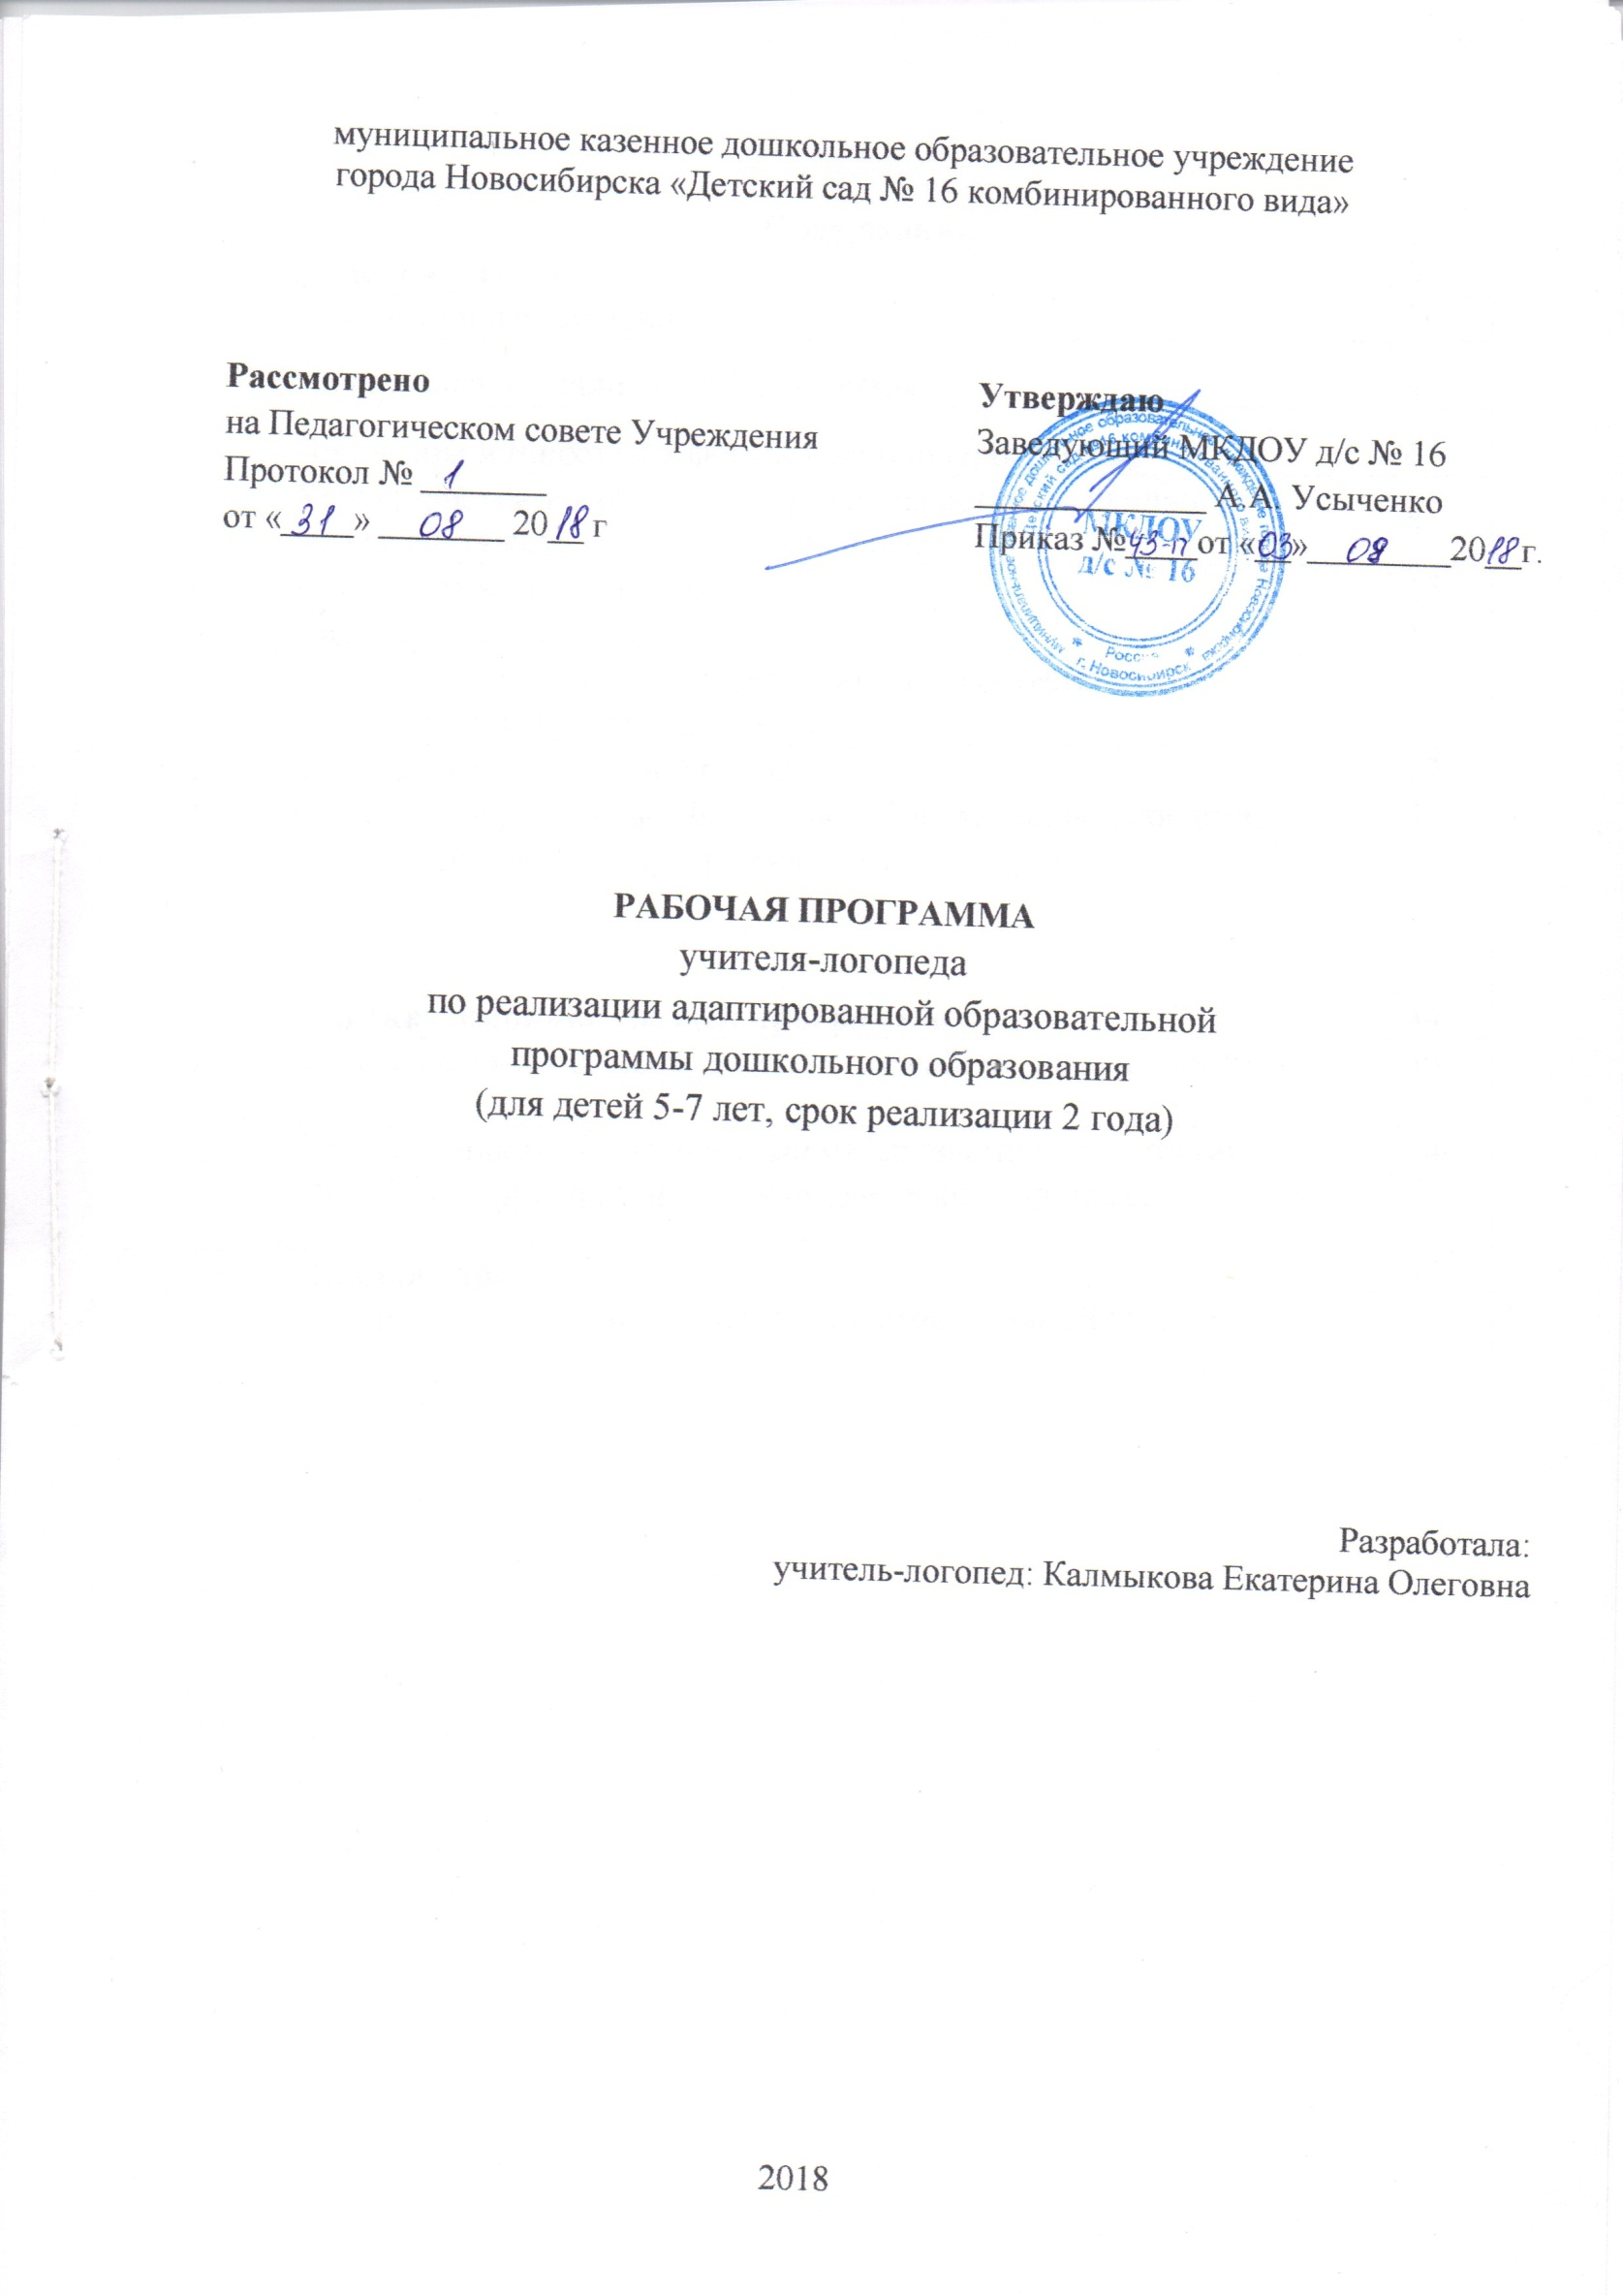 муниципальное казенное дошкольное образовательное учреждение
города Новосибирска «Детский сад № 16 комбинированного вида»
Рассмотрено
на Педагогическом совете Учреждения
Протокол № 1
от «31» 08 2018 г
Утверждаю
Заведующий МКДОУ д/с № 16
А.А. Усыченко
Приказ № 43-п от «03» 08 2018 г.
МКДОУ
д/с № 16
Россия
г. Новосибирск
РАБОЧАЯ ПРОГРАММА
учителя-логопеда
по реализации адаптированной образовательной
программы дошкольного образования
(для детей 5-7 лет, срок реализации 2 года)
Разработала:
учитель-логопед: Калмыкова Екатерина Олеговна
2018